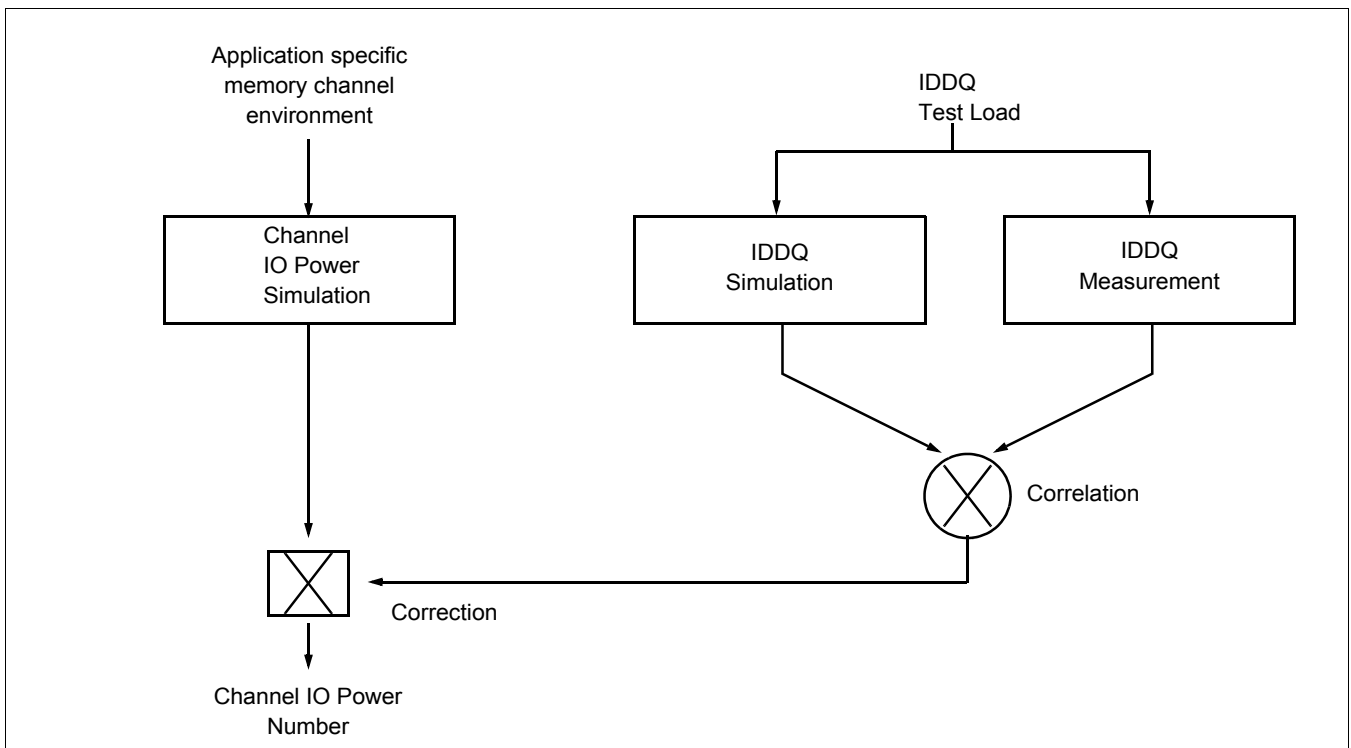 Application specific
memory channel
environment
IDDQ
Test Load
Channel
IO Power
Simulation
IDDQ
Simulation
IDDQ
Measurement
Correlation
Correction
Channel IO Power
Number